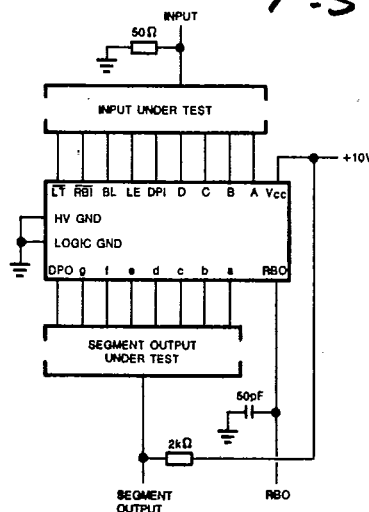 7-5
INPUT
50Ω
INPUT UNDER TEST
+10V
LT RBI BL LE DPI D C B A Vcc
HV GND
LOGIC GND
DPO g f e d c b a RBO
SEGMENT OUTPUT
UNDER TEST
50pF
2kΩ
SEGMENT
OUTPUT
RBO